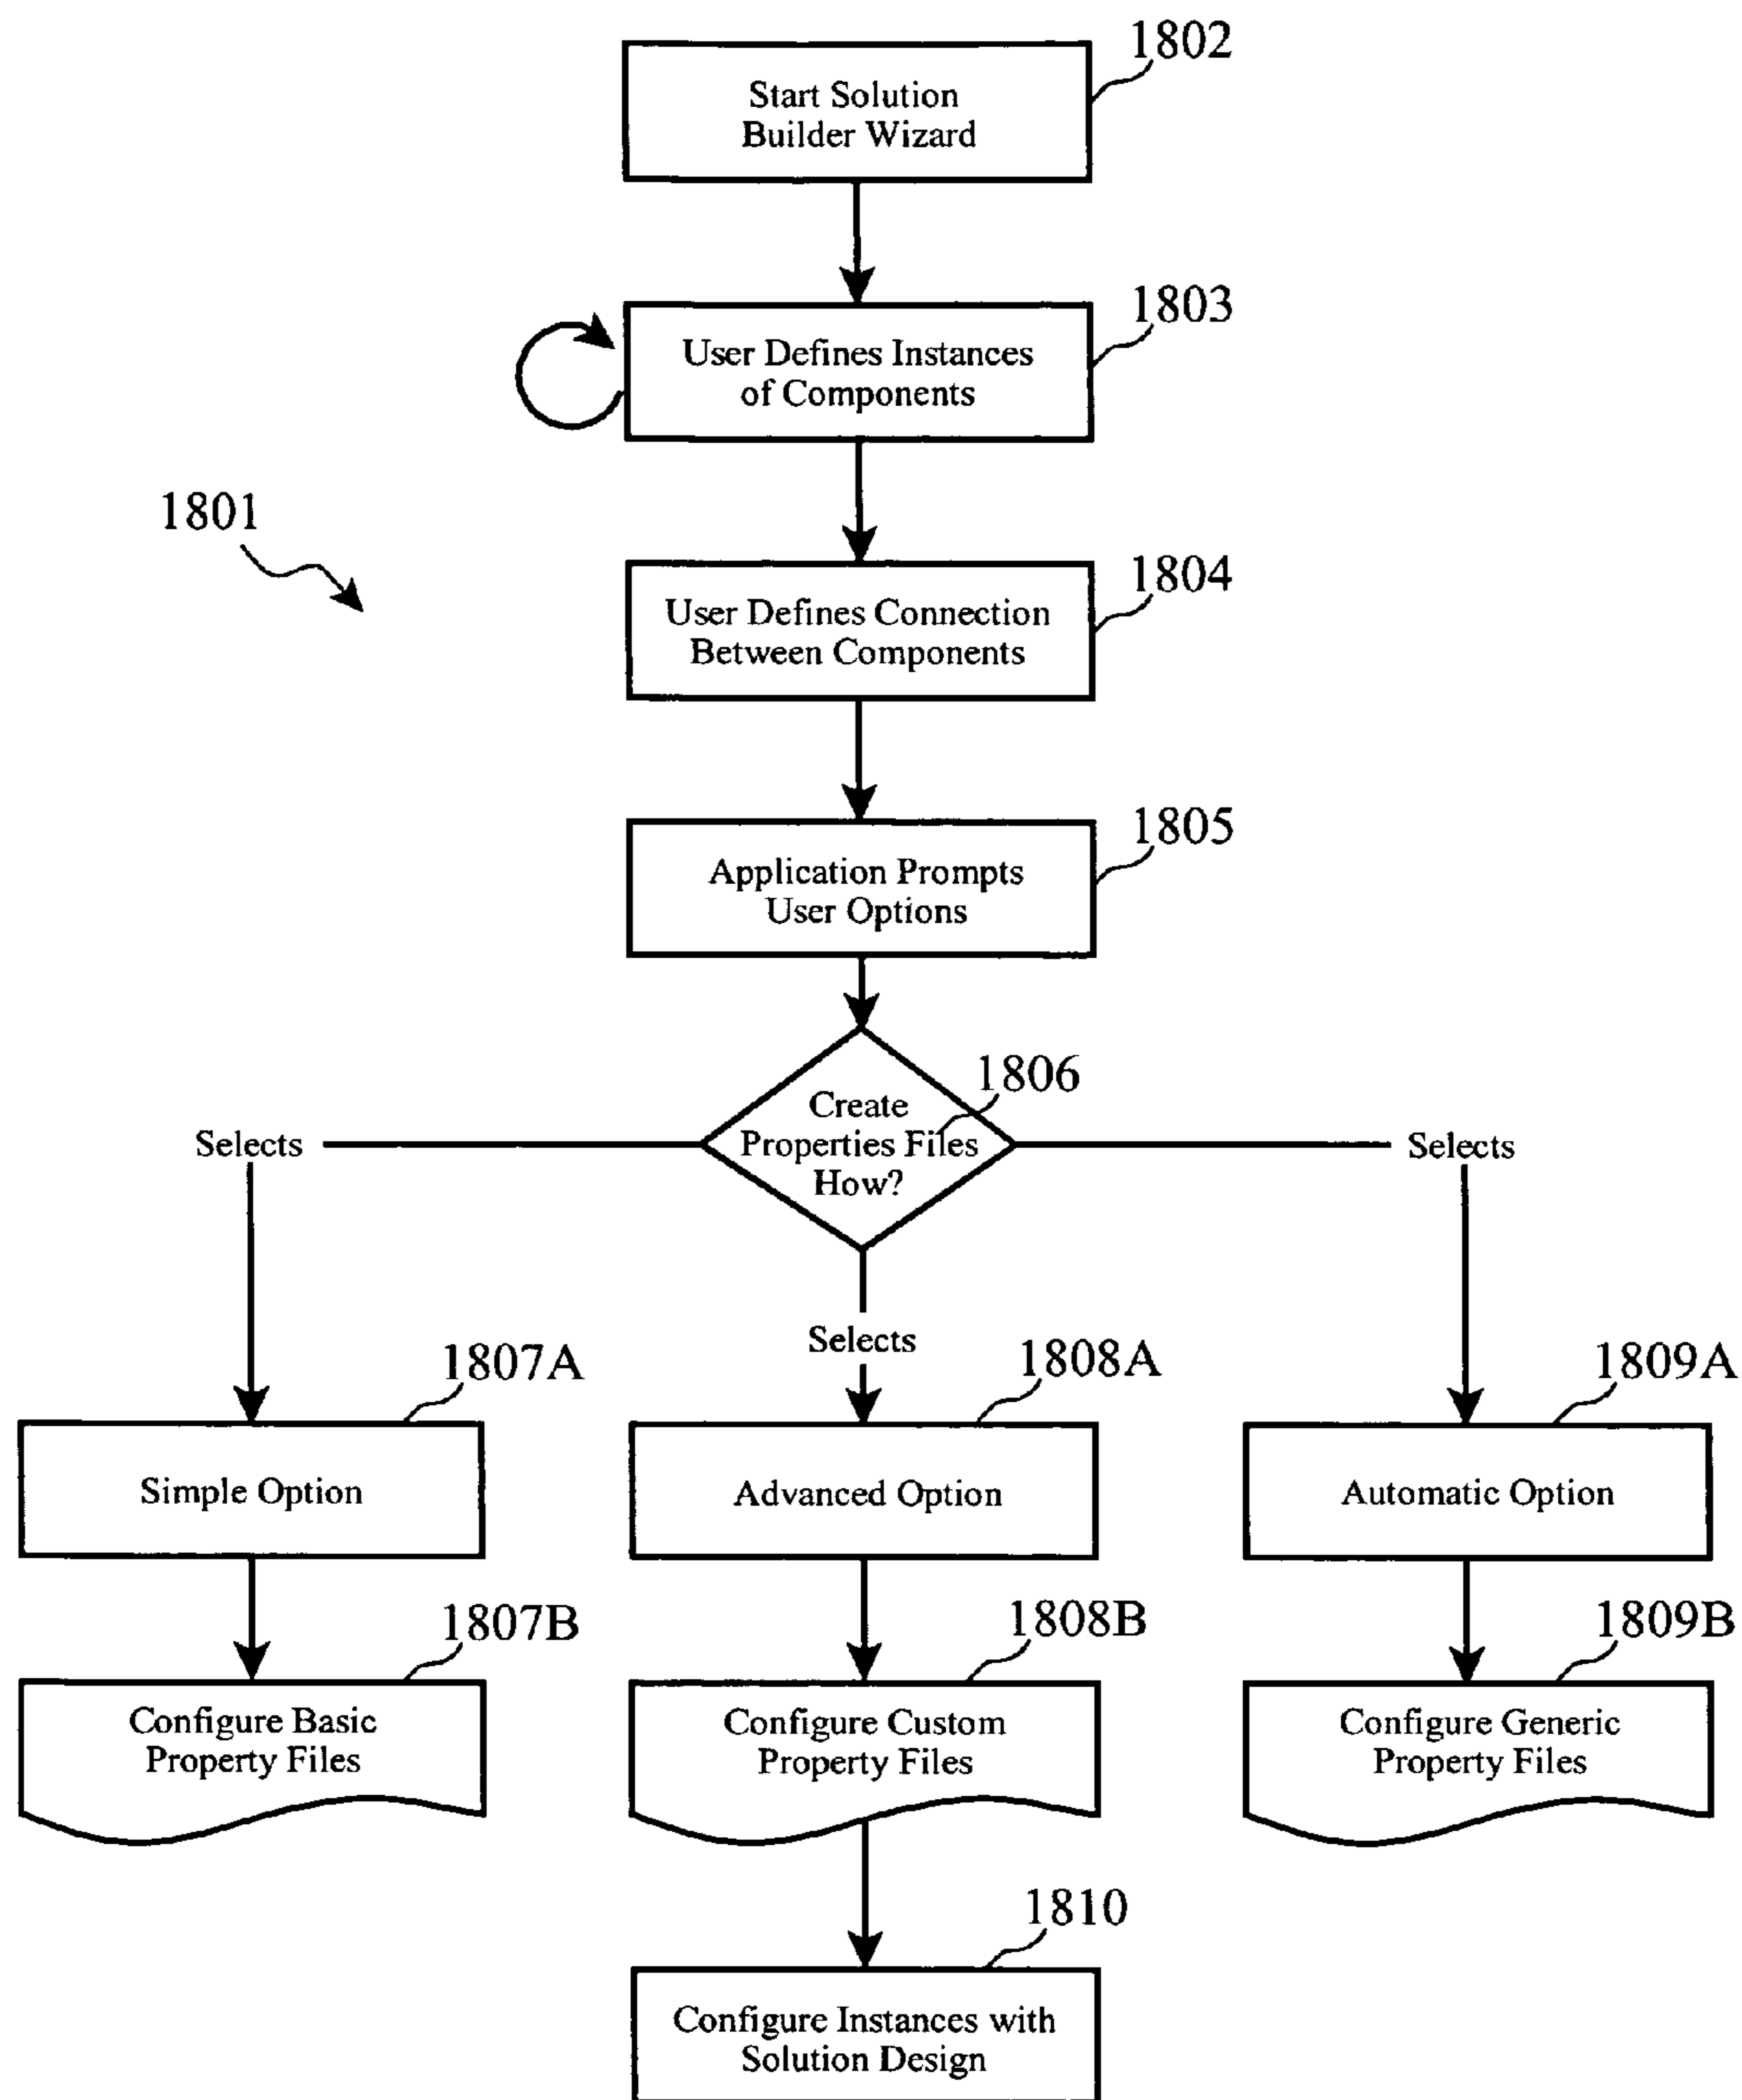 1802
Start Solution
Builder Wizard
1803
User Defines Instances
of Components
1801
1804
User Defines Connection
Between Components
1805
Application Prompts
User Options
1806
Create
Properties Files
How?
Selects
Selects
Selects
1807A
1808A
1809A
Simple Option
Advanced Option
Automatic Option
1807B
1808B
1809B
Configure Basic
Property Files
Configure Custom
Property Files
Configure Generic
Property Files
1810
Configure Instances with
Solution Design